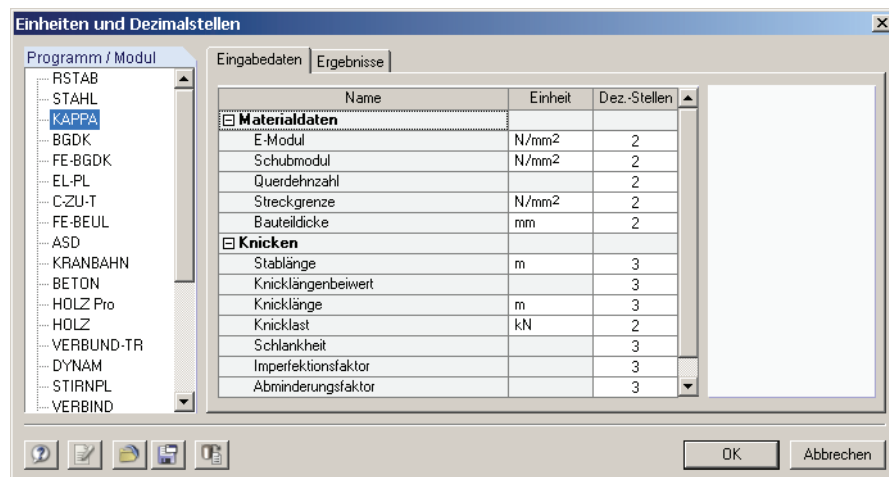 Einheiten und Dezimalstellen
Programm / Modul
RSTAB
STAHL
KAPPA
BGDK
FE-BGDK
EL-PL
C-ZU-T
FE-BEUL
ASD
KRANBAHN
BETON
HOLZ Pro
HOLZ
VERBUND-TR
DYNAM
STIRNPL
VERBIND
Eingabedaten Ergebnisse
Name Einheit Dez.-Stellen
Materialdaten
E-Modul N/mm2 2
Schubmodul N/mm2 2
Querdehnzahl 2
Streckgrenze N/mm2 2
Bauteildicke mm 2
Knicken
Stablänge m 3
Knicklängenbeiwert 3
Knicklänge m 3
Knicklast kN 2
Schlankheit 3
Imperfektionsfaktor 3
Abminderungsfaktor 3
OK Abbrechen